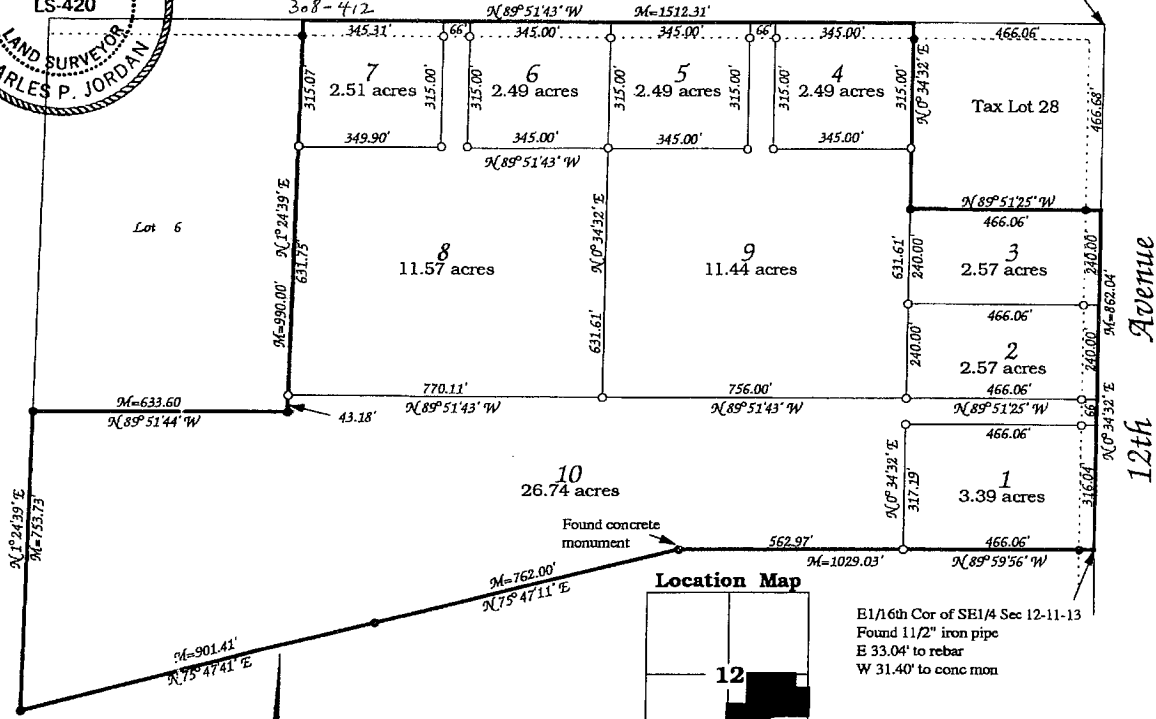 LS-420
LAND SURVEYOR
ARLES P. JORDAN
308-412
N 89° 51' 43" W M=1512.31'
345.31' 66' 345.00' 345.00' 66' 345.00' 466.06'
7
2.51 acres
6
2.49 acres
5
2.49 acres
4
2.49 acres
Tax Lot 28
315.07
315.00'
315.00'
315.00'
315.00'
315.00'
315.00'
N 0° 34' 32" E
466.68'
349.90' 345.00' 345.00' 345.00'
N 89° 51' 43" W
Lot 6
N 1° 24' 39" E
631.75'
M=990.00'
8
11.57 acres
N 0° 34' 32" E
631.61'
9
11.44 acres
631.61'
N 89° 51' 25" W
466.06'
240.00'
3
2.57 acres
240.00'
M=862.04'
466.06'
240.00'
2
2.57 acres
240.00'
12th Avenue
770.11' 756.00' 466.06'
N 89° 51' 43" W N 89° 51' 43" W N 89° 51' 25" W
66'
N 0° 34' 32" E
M=633.60
N 89° 51' 44" W
43.18'
466.06'
N 0° 34' 32" E
317.19'
1
3.39 acres
316.04'
10
26.74 acres
N 1° 24' 39" E
M=753.73'
Found concrete
monument
562.97' 466.06'
M=1029.03' N 89° 59' 56" W
M=762.00'
N 75° 47' 11" E
M=901.41'
N 75° 47' 41" E
Location Map
12
E1/16th Cor of SE1/4 Sec 12-11-13
Found 11/2" iron pipe
E 33.04' to rebar
W 31.40' to conc mon